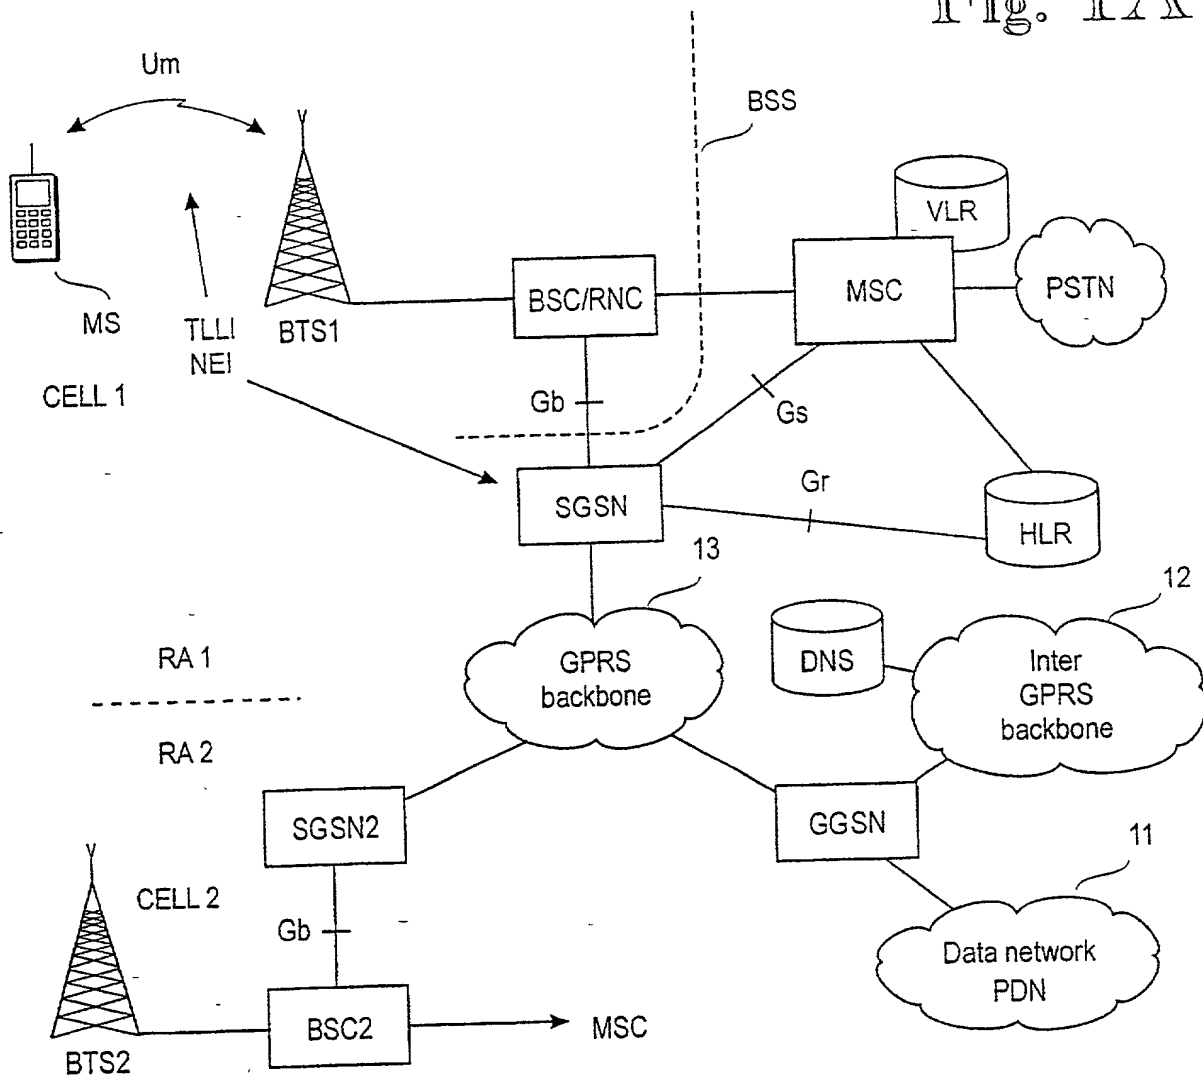 Fig. 1A
Um
BSS
VLR
MSC
PSTN
BSC/RNC
MS
TLLI
NEI
BTS1
CELL 1
Gb
Gs
SGSN
Gr
HLR
13
12
RA 1
GPRS
backbone
DNS
Inter
GPRS
backbone
RA 2
SGSN2
GGSN
11
CELL 2
Gb
Data network
PDN
BSC2
MSC
BTS2